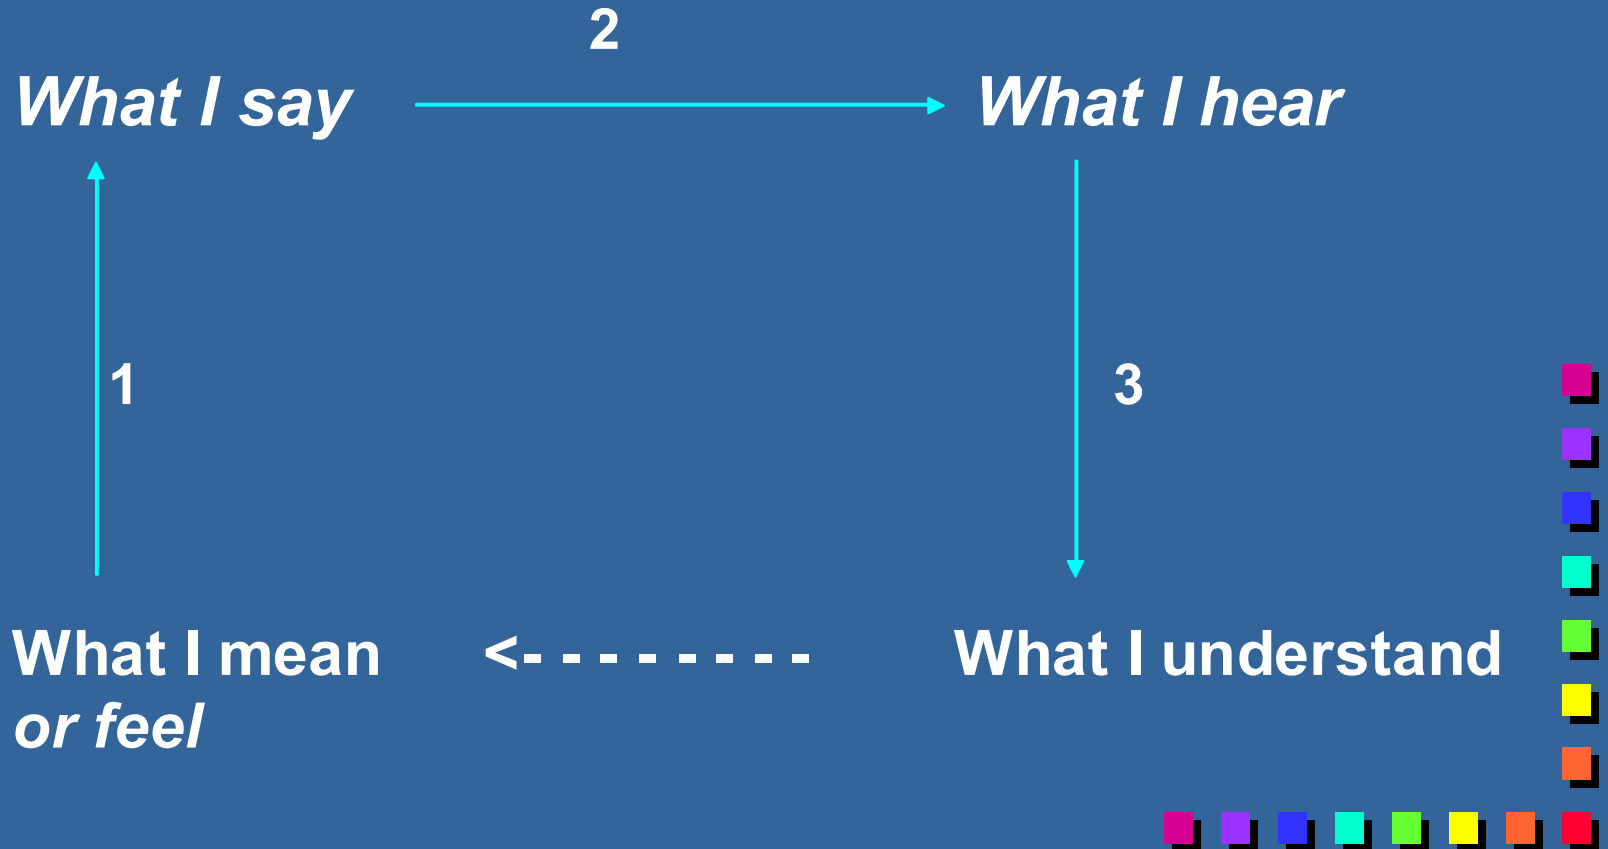 2
What I say What I hear
1 3
What I mean <- - - - - - - - What I understand
or feel